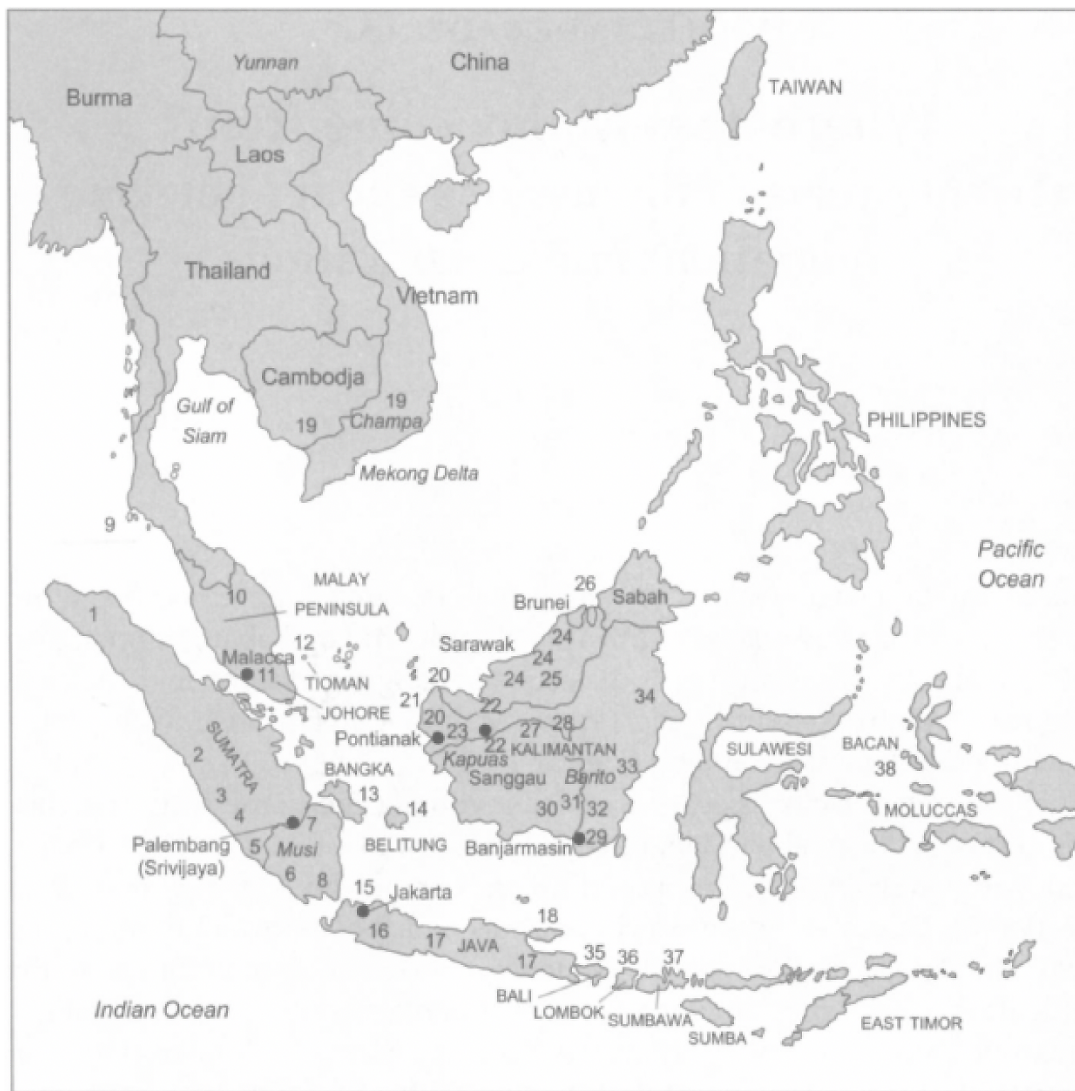 Yunnan
China
Burma
TAIWAN
Laos
Thailand
Vietnam
Cambodja
19
19
Champa
Gulf of
Siam
PHILIPPINES
Mekong Delta
9
Pacific
Ocean
MALAY
26
10
PENINSULA
Brunei
Sabah
1
12
Sarawak
24
Malacca
11
TIOMAN
20
24
24
25
34
21
JOHORE
20
22
28
SUMATRA
Pontianak
23
22
27
KALIMANTAN
SULAWESI
BACAN
38
2
Kapuas
Sanggau
Barito
33
BANGKA
13
3
14
30
31
32
MOLUCCAS
4
7
Palembang
(Srivijaya)
5
Musi
BELITUNG
Banjarmasin
29
6
8
15
Jakarta
18
16
17
JAVA
17
35
36
37
BALI
LOMBOK
SUMBAWA
SUMBA
EAST TIMOR
Indian Ocean